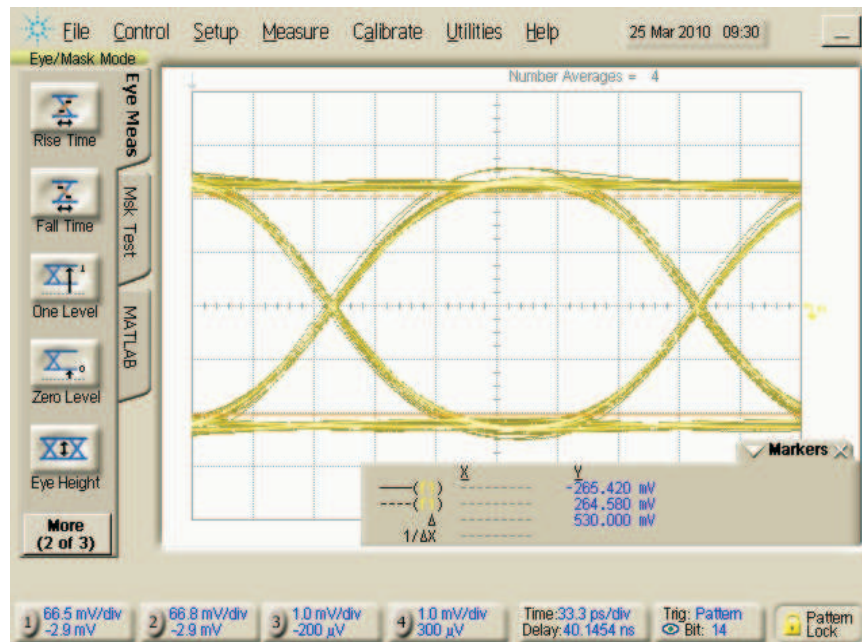 File Control Setup Measure Calibrate Utilities Help 25 Mar 2010 09:30
Eye/Mask Mode
Number Averages = 4
Eye Meas
Msk Test
MATLAB
Rise Time
Fall Time
One Level
Zero Level
Eye Height
More
(2 of 3)
Markers
X Y
-265.420 mV
264.580 mV
Δ 530.000 mV
1/ΔX
1 66.5 mV/div
-2.9 mV
2 66.8 mV/div
-2.9 mV
3 1.0 mV/div
-200 µV
4 1.0 mV/div
300 µV
Time:33.3 ps/div
Delay:40.1454 ns
Trig: Pattern
Bit: 14
Pattern
Lock